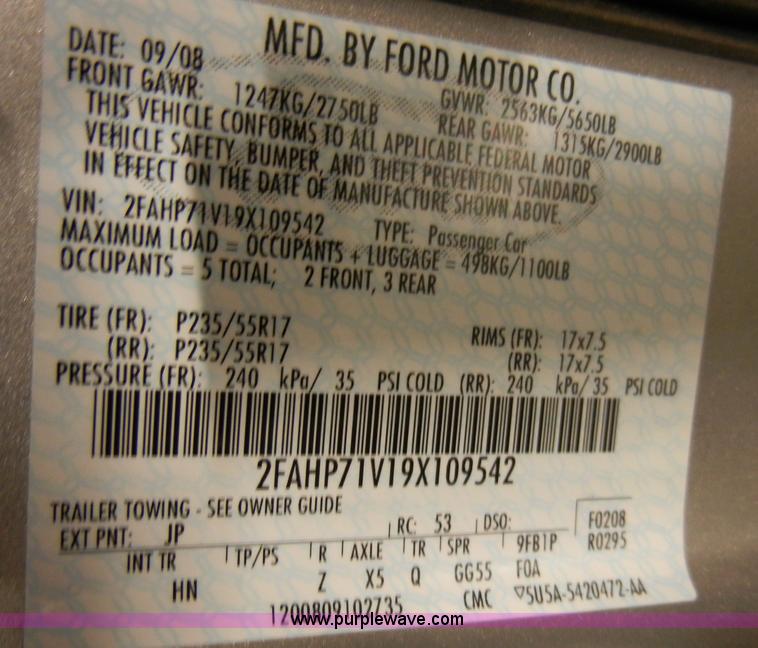 DATE: 09/08 MFD. BY FORD MOTOR CO.
FRONT GAWR: 1247KG/2750LB GVWR: 2563KG/5650LB
REAR GAWR: 1315KG/2900LB
THIS VEHICLE CONFORMS TO ALL APPLICABLE FEDERAL MOTOR
VEHICLE SAFETY, BUMPER, AND THEFT PREVENTION STANDARDS
IN EFFECT ON THE DATE OF MANUFACTURE SHOWN ABOVE.
VIN: 2FAHP71V19X109542 TYPE: Passenger Car
MAXIMUM LOAD = OCCUPANTS + LUGGAGE = 498KG/1100LB
OCCUPANTS = 5 TOTAL; 2 FRONT, 3 REAR
TIRE (FR): P235/55R17 RIMS (FR): 17x7.5
(RR): P235/55R17 (RR): 17x7.5
PRESSURE (FR): 240 kPa/ 35 PSI COLD (RR): 240 kPa/ 35 PSI COLD
2FAHP71V19X109542
TRAILER TOWING - SEE OWNER GUIDE
EXT PNT: JP RC: 53 DSO: F0208
INT TR TP/PS R AXLE TR SPR 9FB1P R0295
HN Z X5 Q GG55 FOA
1200809102735 CMC ▽5U5A-5420472-AA
www.purplewave.com